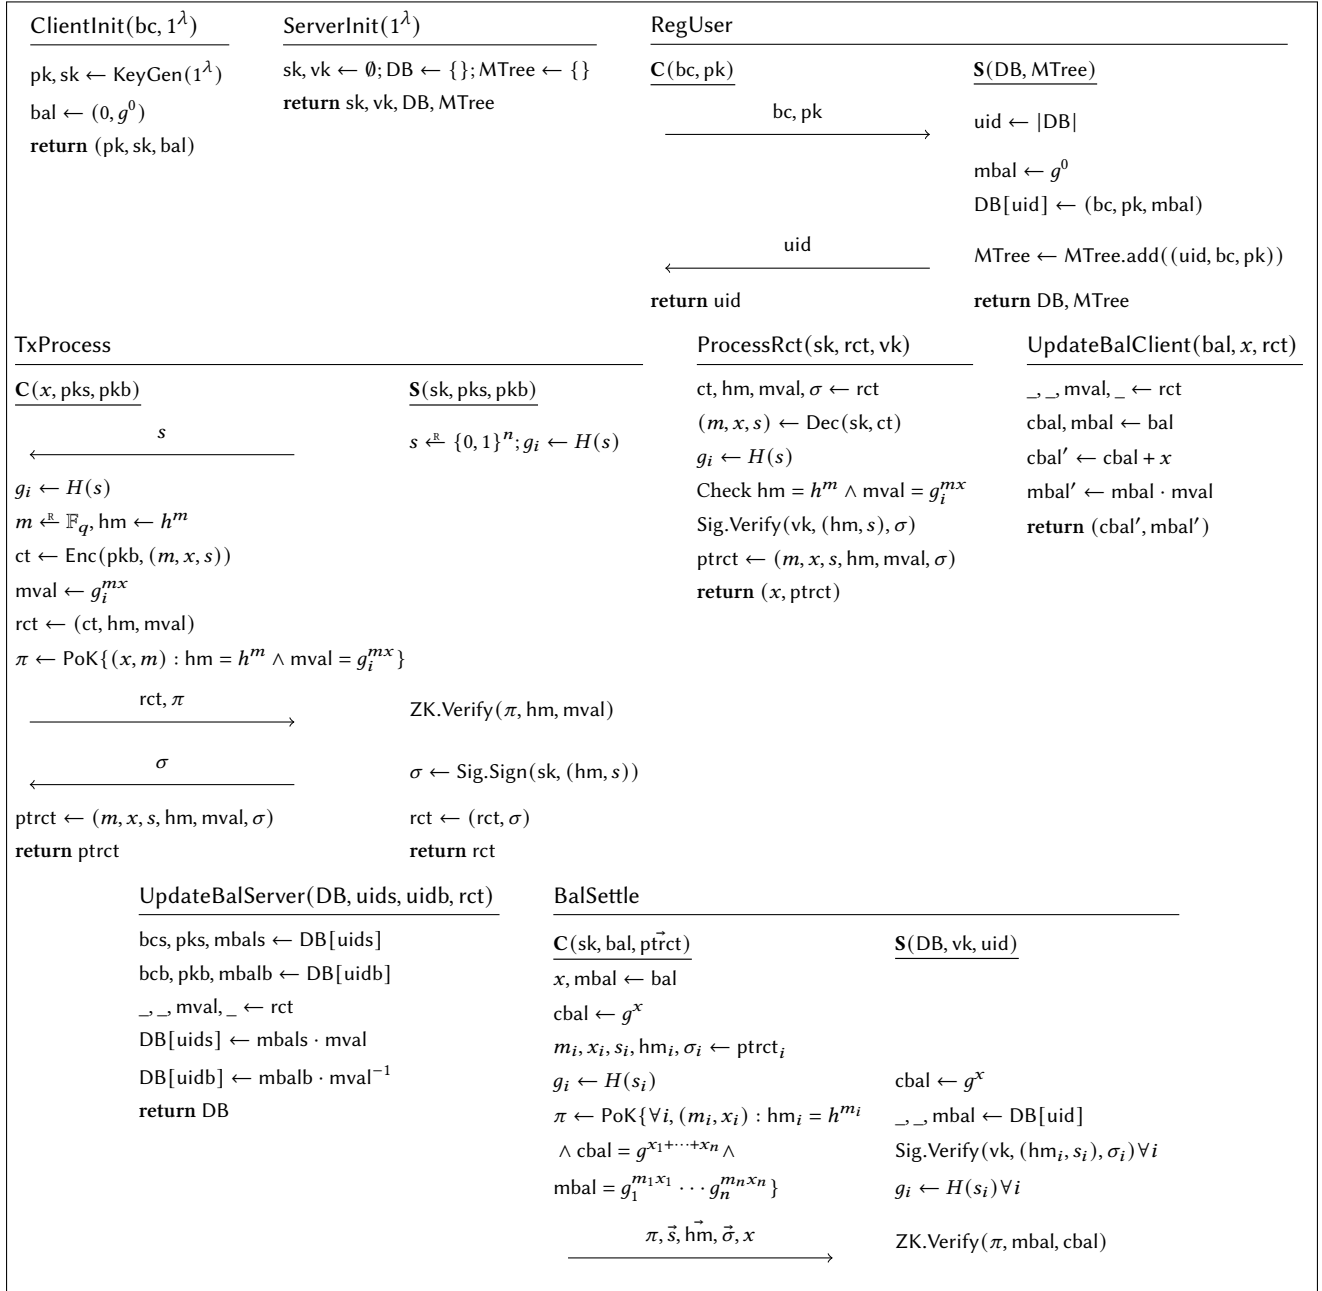 ClientInit(bc, 1^λ)
pk, sk ← KeyGen(1^λ)
bal ← (0, g^0)
return (pk, sk, bal)
ServerInit(1^λ)
sk, vk ← ∅; DB ← {}; MTree ← {}
return sk, vk, DB, MTree
RegUser
C(bc, pk)
S(DB, MTree)
bc, pk
uid ← |DB|
mbal ← g^0
DB[uid] ← (bc, pk, mbal)
uid
MTree ← MTree.add((uid, bc, pk))
return uid
return DB, MTree
TxProcess
C(x, pks, pkb)
S(sk, pks, pkb)
s
s ←^R {0, 1}^n; g_i ← H(s)
g_i ← H(s)
m ←^R 𝔽_q, hm ← h^m
ct ← Enc(pkb, (m, x, s))
mval ← g_i^{mx}
rct ← (ct, hm, mval)
π ← PoK{(x, m) : hm = h^m ∧ mval = g_i^{mx}}
rct, π
ZK.Verify(π, hm, mval)
σ
σ ← Sig.Sign(sk, (hm, s))
ptrct ← (m, x, s, hm, mval, σ)
rct ← (rct, σ)
return ptrct
return rct
ProcessRct(sk, rct, vk)
ct, hm, mval, σ ← rct
(m, x, s) ← Dec(sk, ct)
g_i ← H(s)
Check hm = h^m ∧ mval = g_i^{mx}
Sig.Verify(vk, (hm, s), σ)
ptrct ← (m, x, s, hm, mval, σ)
return (x, ptrct)
UpdateBalClient(bal, x, rct)
_, _, mval, _ ← rct
cbal, mbal ← bal
cbal′ ← cbal + x
mbal′ ← mbal · mval
return (cbal′, mbal′)
UpdateBalServer(DB, uids, uidb, rct)
bcs, pks, mbals ← DB[uids]
bcb, pkb, mbalb ← DB[uidb]
_, _, mval, _ ← rct
DB[uids] ← mbals · mval
DB[uidb] ← mbalb · mval^{-1}
return DB
BalSettle
C(sk, bal, ptr⃗ct)
S(DB, vk, uid)
x, mbal ← bal
cbal ← g^x
m_i, x_i, s_i, hm_i, σ_i ← ptrct_i
g_i ← H(s_i)
cbal ← g^x
π ← PoK{∀i, (m_i, x_i) : hm_i = h^{m_i}
_, _, mbal ← DB[uid]
∧ cbal = g^{x_1+···+x_n} ∧
Sig.Verify(vk, (hm_i, s_i), σ_i)∀i
mbal = g_1^{m_1x_1} · · · g_n^{m_nx_n}}
g_i ← H(s_i)∀i
π, s⃗, hm⃗, σ⃗, x
ZK.Verify(π, mbal, cbal)